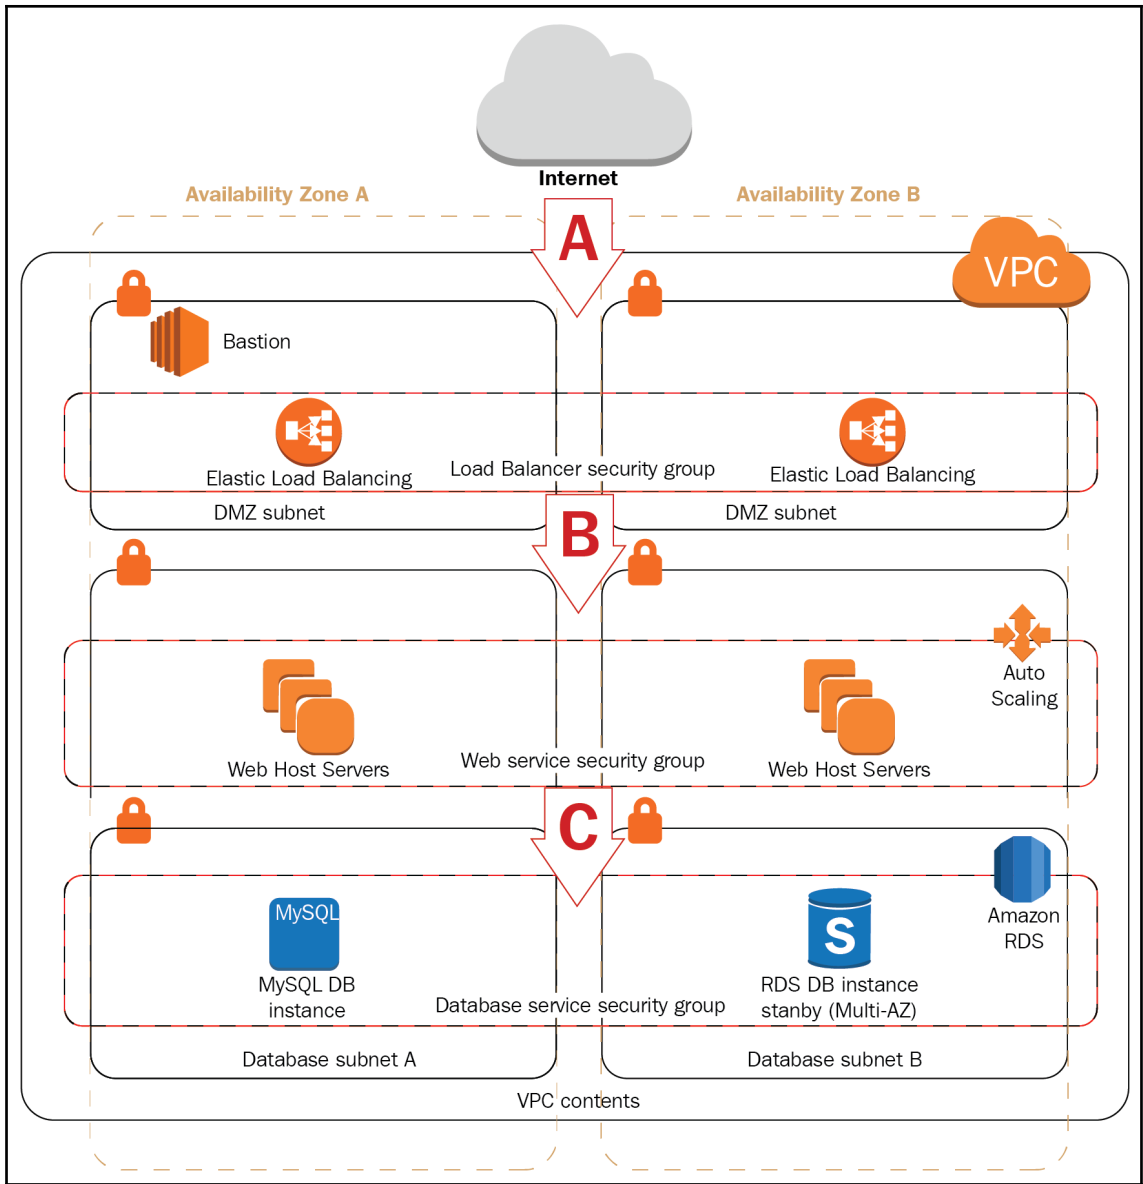 Internet
Availability Zone A
Availability Zone B
A
VPC
Bastion
Elastic Load Balancing
Load Balancer security group
Elastic Load Balancing
DMZ subnet
DMZ subnet
B
Auto
Scaling
Web Host Servers
Web service security group
Web Host Servers
C
MySQL
S
Amazon
RDS
MySQL DB
instance
RDS DB instance
stanby (Multi-AZ)
Database service security group
Database subnet A
Database subnet B
VPC contents